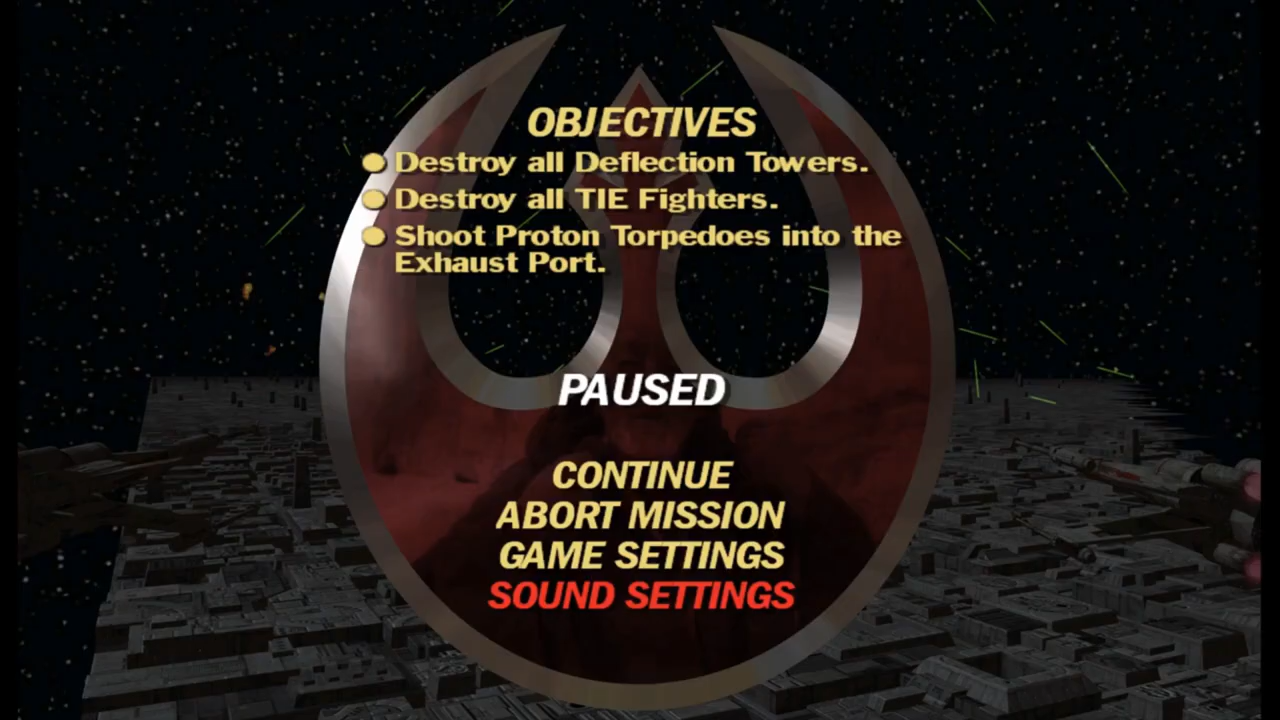 OBJECTIVES
Destroy all Deflection Towers.
Destroy all TIE Fighters.
Shoot Proton Torpedoes into the
Exhaust Port.
PAUSED
CONTINUE
ABORT MISSION
GAME SETTINGS
SOUND SETTINGS